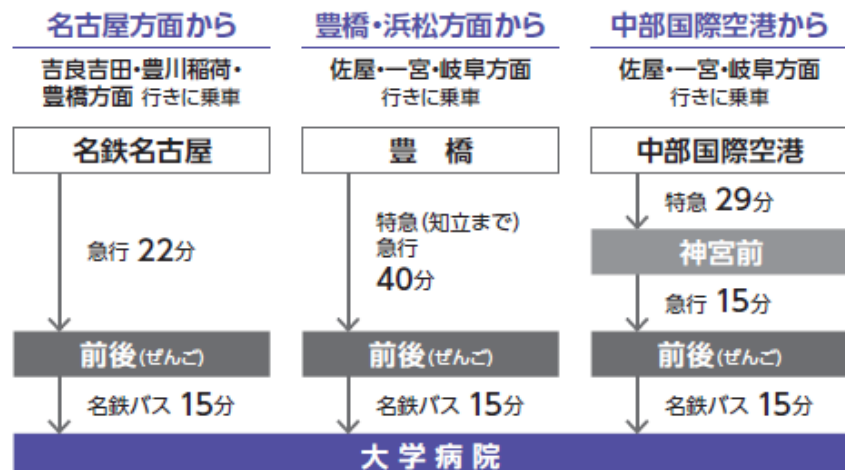 名古屋方面から
吉良吉田・豊川稲荷・
豊橋方面 行きに乗車
名鉄名古屋
急行 22分
前後(ぜんご)
名鉄バス 15分
豊橋・浜松方面から
佐屋・一宮・岐阜方面
行きに乗車
豊 橋
特急(知立まで)
急行
40分
前後(ぜんご)
名鉄バス 15分
中部国際空港から
佐屋・一宮・岐阜方面
行きに乗車
中部国際空港
特急 29分
神宮前
急行 15分
前後(ぜんご)
名鉄バス 15分
大学病院